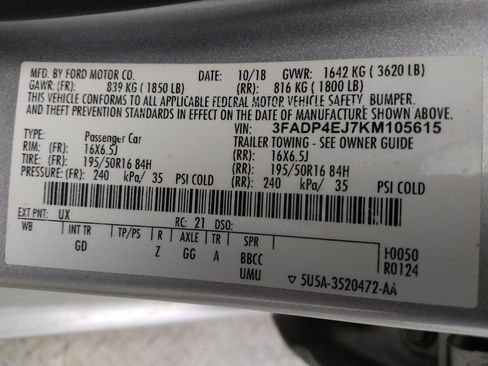 MFD. BY FORD MOTOR CO. DATE: 10/18 GVWR: 1642 KG ( 3620 LB)
GAWR: (FR): 839 KG ( 1850 LB) (RR): 816 KG ( 1800 LB)
THIS VEHICLE CONFORMS TO ALL APPLICABLE FEDERAL MOTOR VEHICLE SAFETY, BUMPER,
AND THEFT PREVENTION STANDARDS IN EFFECT ON THE DATE OF MANUFACTURE SHOWN ABOVE.
VIN: 3FADP4EJ7KM105615
TYPE: Passenger Car TRAILER TOWING - SEE OWNER GUIDE
RIM: (FR): 16X6.5J (RR): 16X6.5J
TIRE: (FR): 195/50R16 84H (RR): 195/50R16 84H
PRESSURE: (FR): 240 kPa/ 35 PSI COLD (RR): 240 kPa/ 35 PSI COLD
EXT PNT: UX RC: 21 DSO:
WB INT TR TP/PS R AXLE TR SPR
GD Z GG A BBCC
UMU
I0050
R0124
▽ 5U5A-3520472-AA